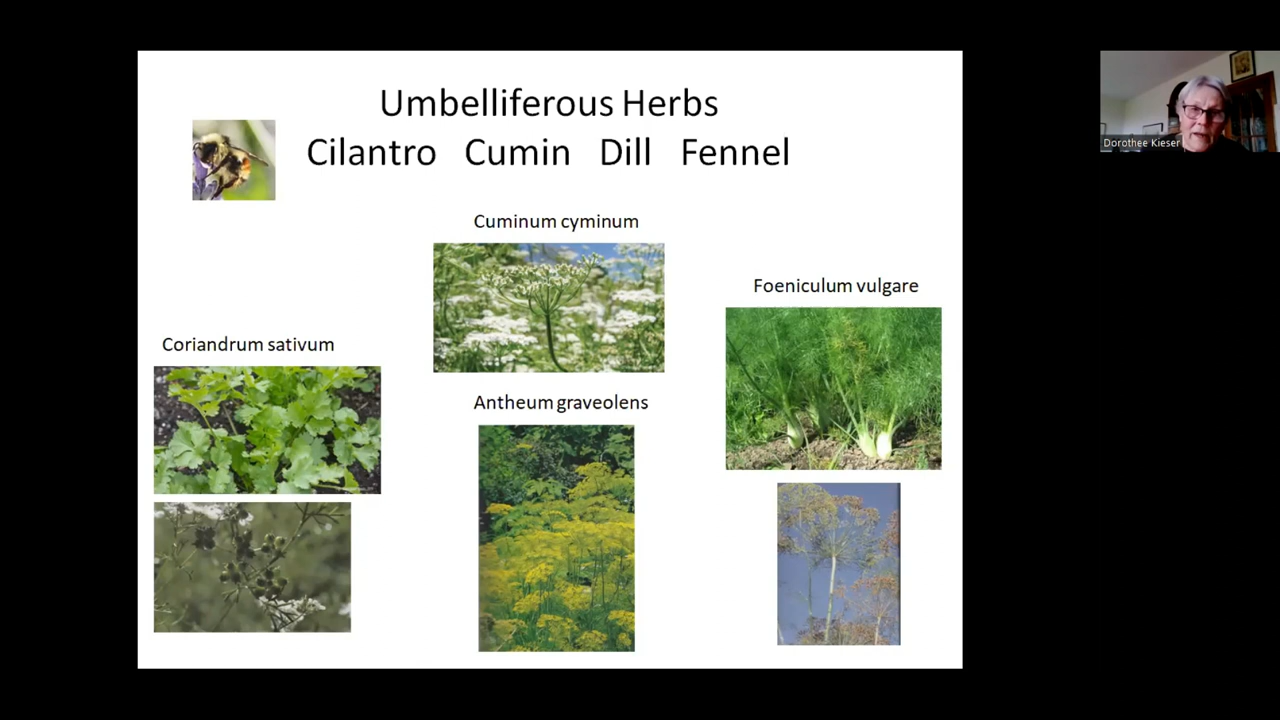 Umbelliferous Herbs
Cilantro Cumin Dill Fennel
Cuminum cyminum
Foeniculum vulgare
Coriandrum sativum
Antheum graveolens
Dorothee Kieser